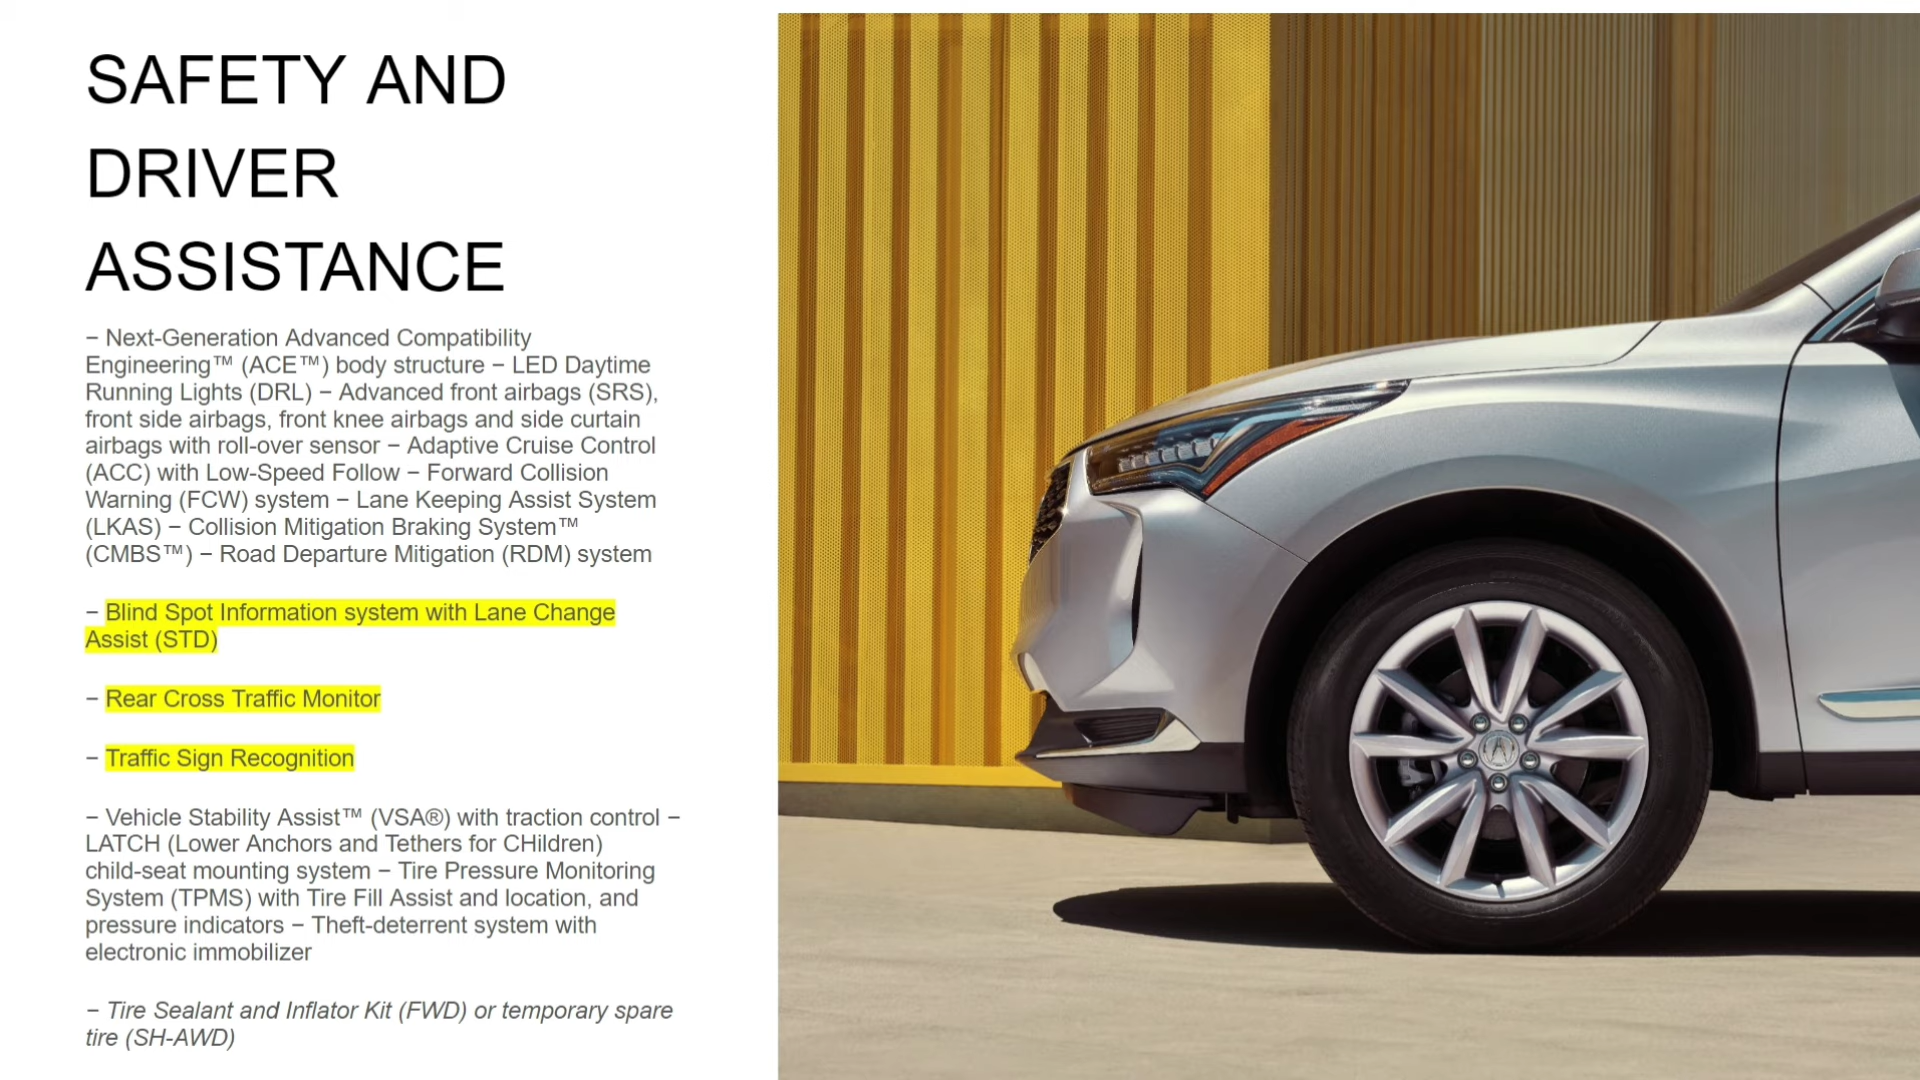 SAFETY AND
DRIVER
ASSISTANCE
– Next-Generation Advanced Compatibility
Engineering™ (ACE™) body structure – LED Daytime
Running Lights (DRL) – Advanced front airbags (SRS),
front side airbags, front knee airbags and side curtain
airbags with roll-over sensor – Adaptive Cruise Control
(ACC) with Low-Speed Follow – Forward Collision
Warning (FCW) system – Lane Keeping Assist System
(LKAS) – Collision Mitigation Braking System™
(CMBS™) – Road Departure Mitigation (RDM) system
– Blind Spot Information system with Lane Change
Assist (STD)
– Rear Cross Traffic Monitor
– Traffic Sign Recognition
– Vehicle Stability Assist™ (VSA®) with traction control –
LATCH (Lower Anchors and Tethers for CHildren)
child-seat mounting system – Tire Pressure Monitoring
System (TPMS) with Tire Fill Assist and location, and
pressure indicators – Theft-deterrent system with
electronic immobilizer
– Tire Sealant and Inflator Kit (FWD) or temporary spare
tire (SH-AWD)